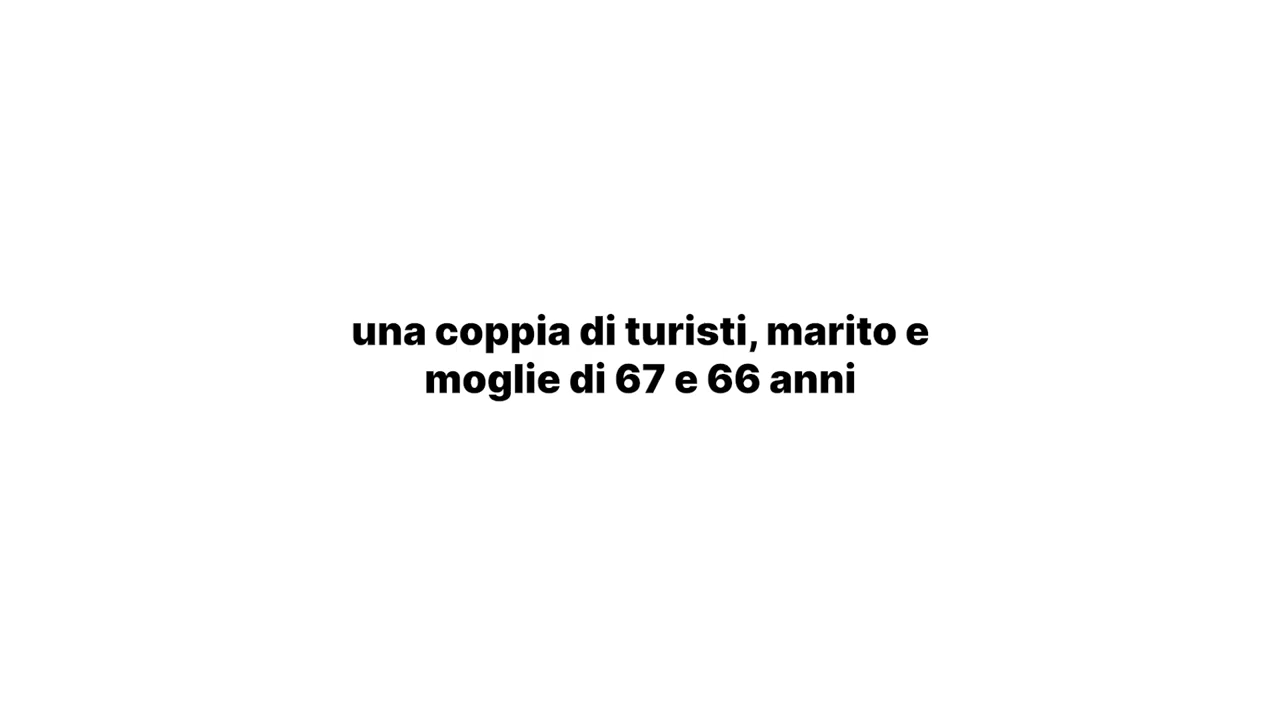 una coppia di turisti, marito e
moglie di 67 e 66 anni